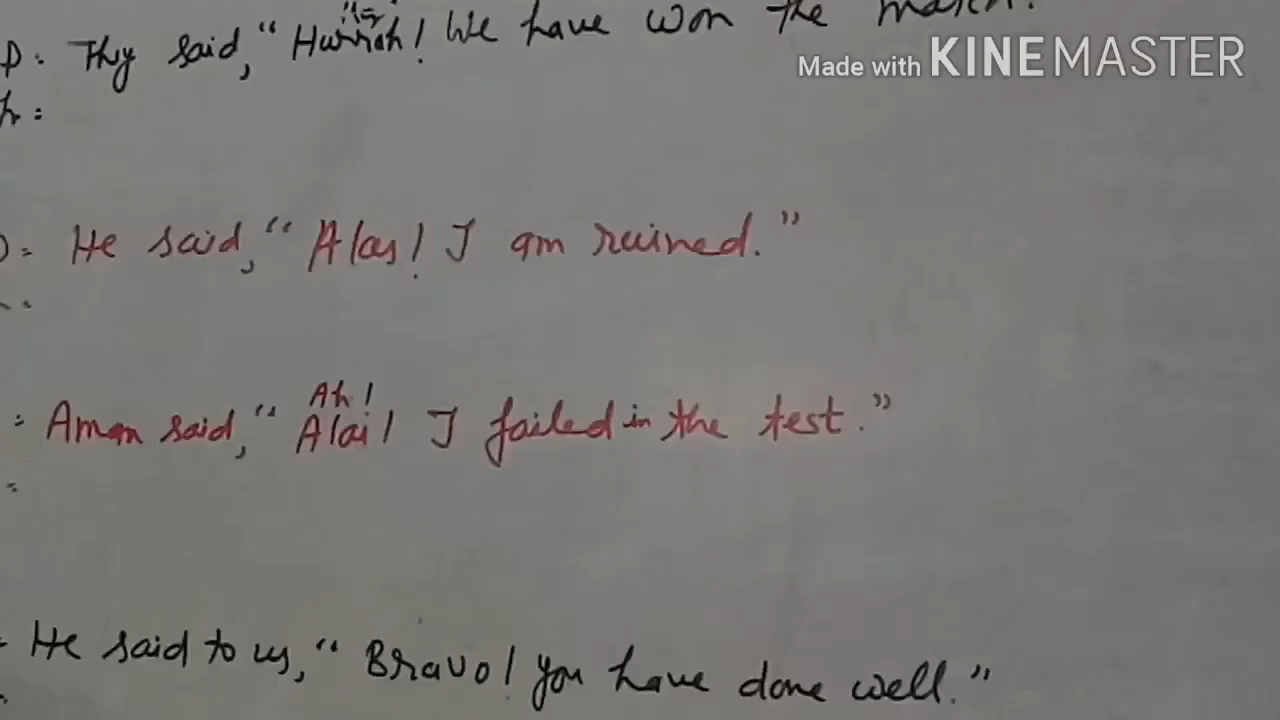 D: They said, "Hurrah! We have won the match.
Made with KINEMASTER
He said, "Alas! I am ruined."
Ah!
: Aman said, "Alas! I failed in the test."
He said to us, "Bravo! you have done well."